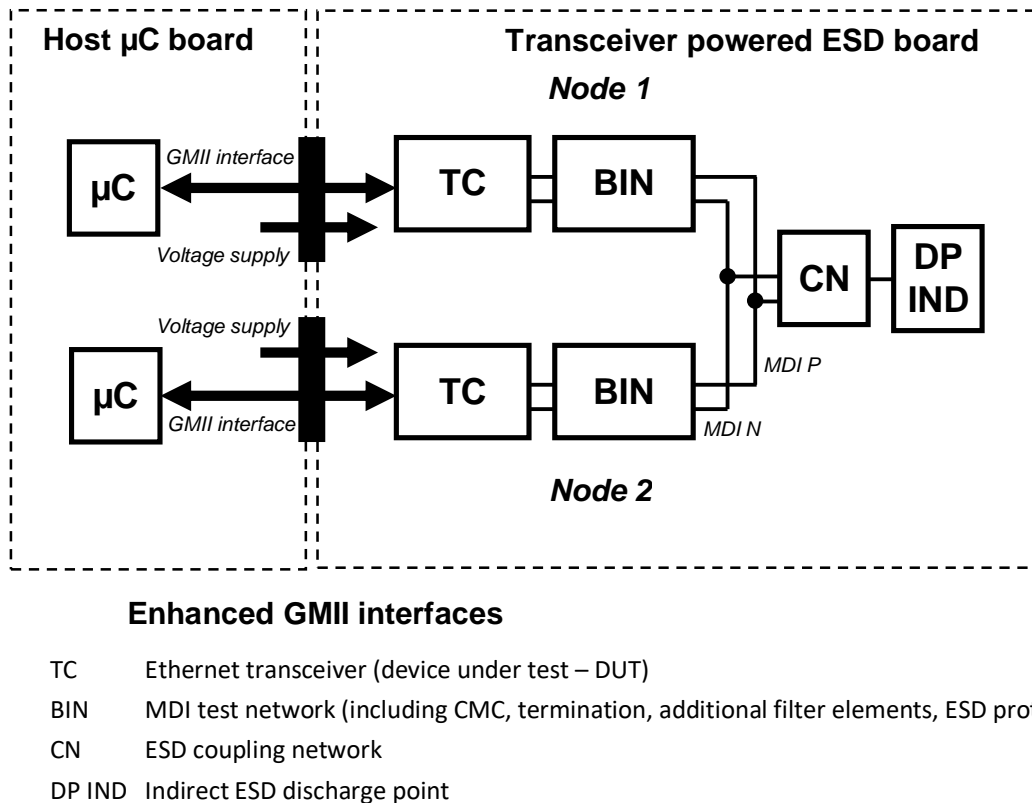 Host µC board
Transceiver powered ESD board
Node 1
GMII interface
µC
TC
BIN
Voltage supply
CN
DP
IND
Voltage supply
µC
TC
BIN
MDI P
GMII interface
MDI N
Node 2
Enhanced GMII interfaces
TC Ethernet transceiver (device under test – DUT)
BIN MDI test network (including CMC, termination, additional filter elements, ESD
CN ESD coupling network
DP IND Indirect ESD discharge point